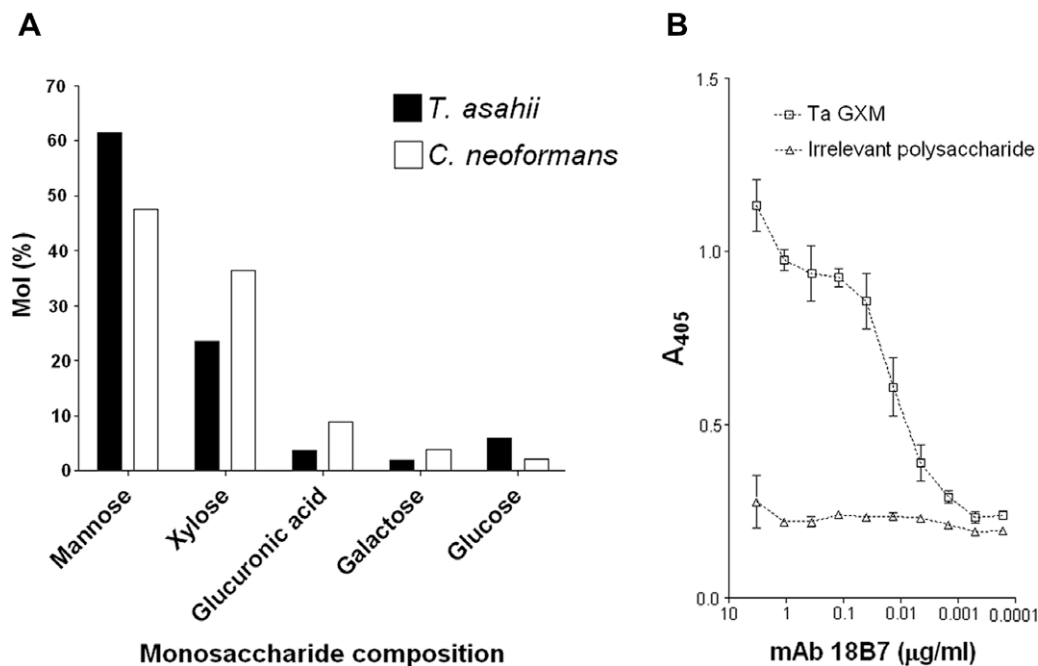 A
70
60
50
40
30
20
10
0
Mol (%)
T. asahii
C. neoformans
Mannose
Xylose
Glucuronic acid
Galactose
Glucose
Monosaccharide composition
B
1.5
1.0
0.5
0.0
A405
Ta GXM
Irrelevant polysaccharide
10 1 0.1 0.01 0.001 0.0001
mAb 18B7 (μg/ml)